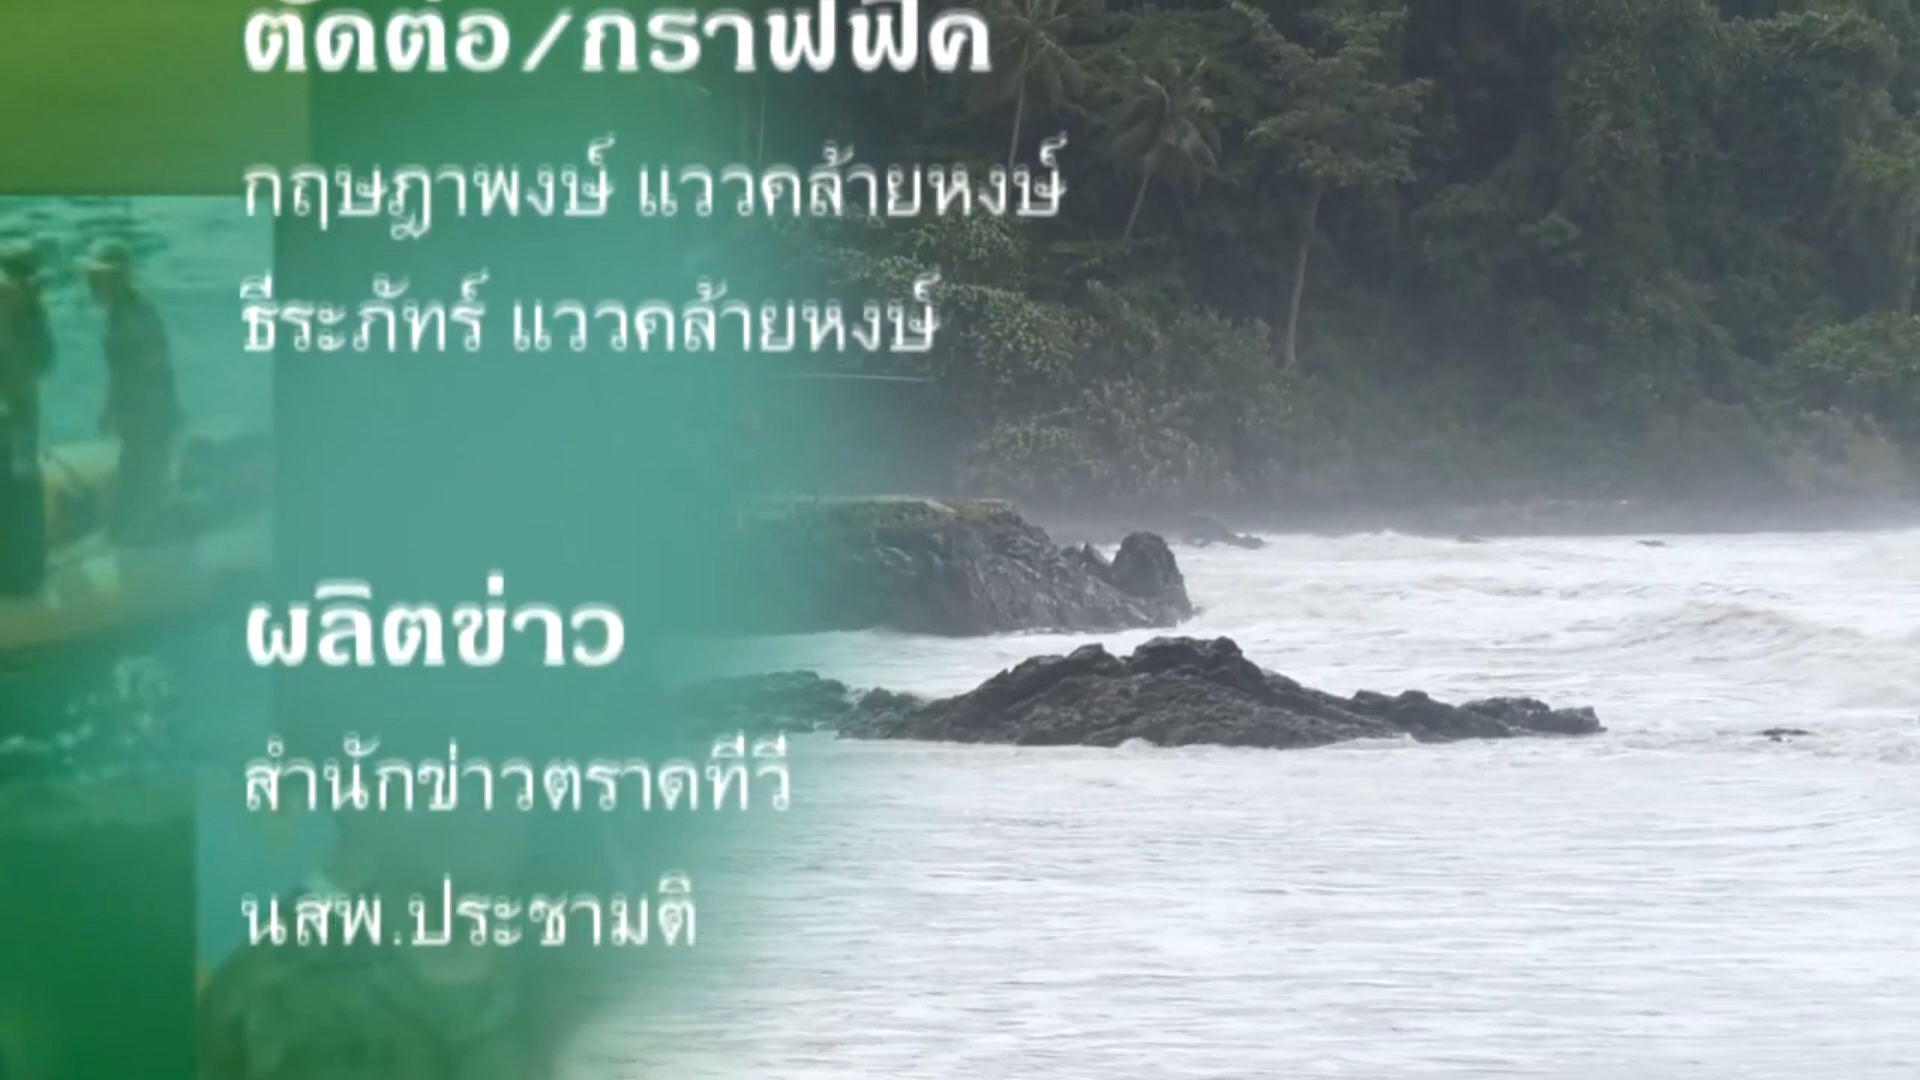 ตัดต่อ/กราฟฟิค
กฤษฎาพงษ์ แววคล้ายหงษ์
ธีระภัทร์ แววคล้ายหงษ์
ผลิตข่าว
สำนักข่าวตราดทีวี
นสพ.ประชามติ